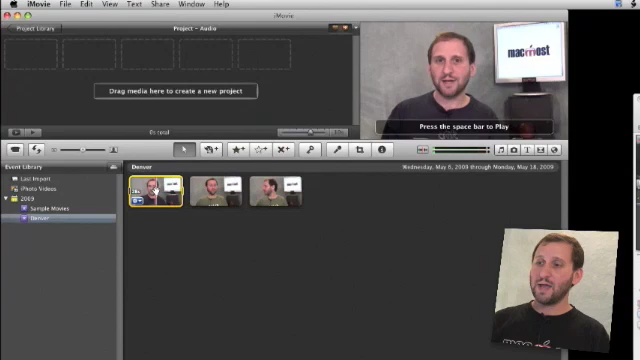 iMovie File Edit View Text Share Window Help
iMovie
Project Library
Project - Audio
macmost
Drag media here to create a new project
Press the space bar to Play
0s total
Event Library
Denver
Wednesday, May 6, 2009 through Monday, May 18, 2009
Last Import
iPhoto Videos
2009
Sample Movies
Denver